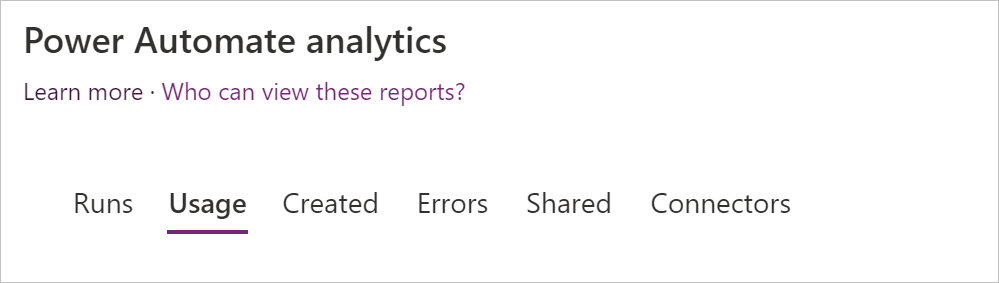 Power Automate analytics
Learn more · Who can view these reports?
Runs Usage Created Errors Shared Connectors